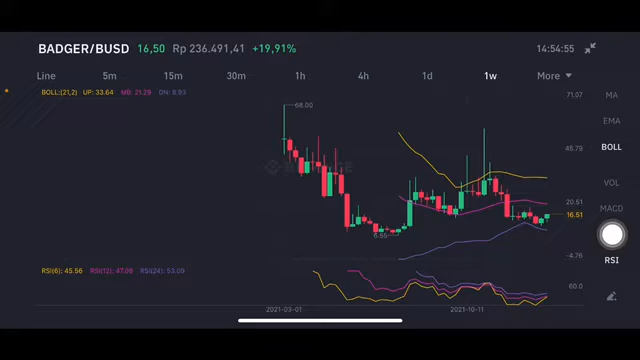 BADGER/BUSD 16,50 Rp 236.491,41 +19,91% 14:54:55
Line 5m 15m 30m 1h 4h 1d 1w More
BOLL:(21,2) UP: 33.64 MB: 21.29 DN: 8.93
71.07
MA
68.00
EMA
45.79
BOLL
BINANCE
VOL
20.51
MACD
16.51
6.55
-4.76
RSI
RSI(6): 45.56 RSI(12): 47.09 RSI(24): 53.09
60.0
2021-03-01 2021-10-11